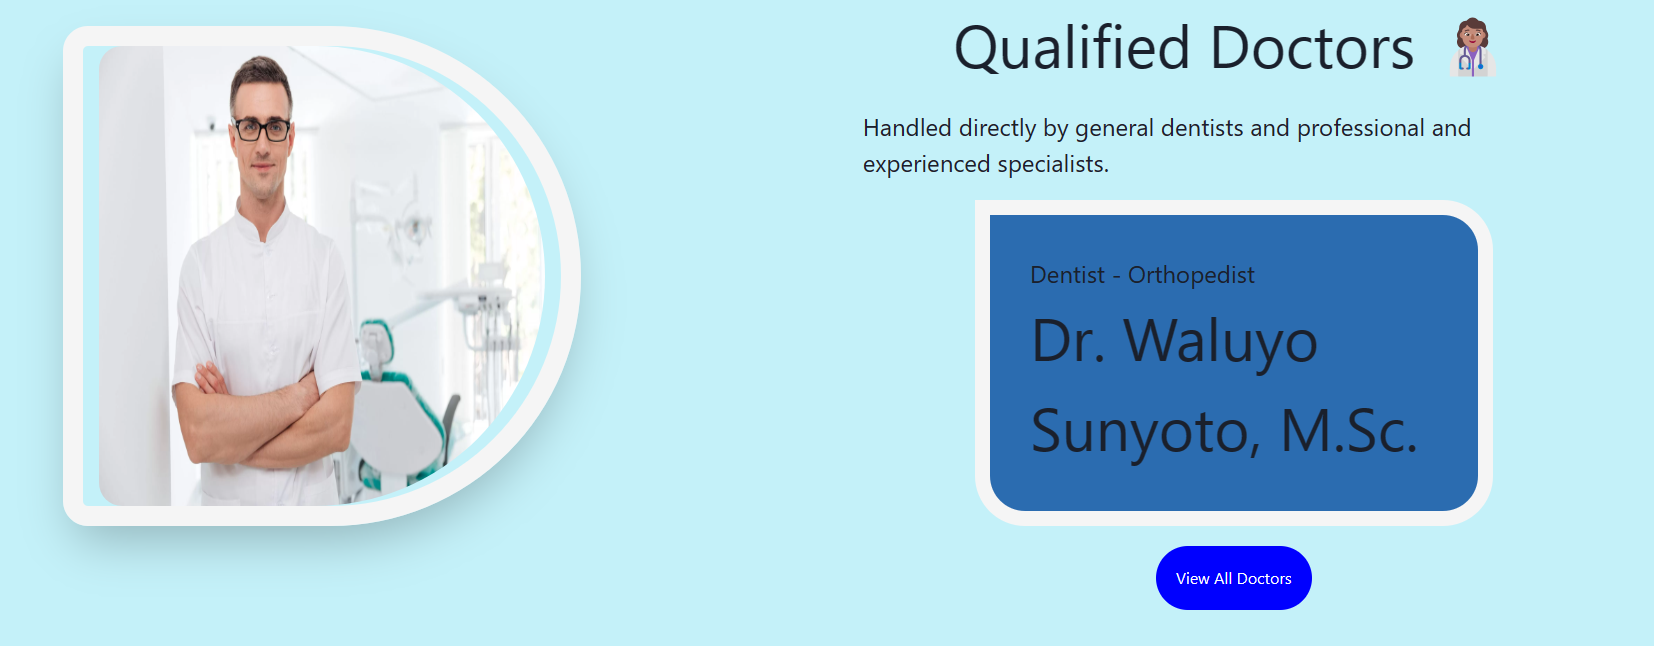 Qualified Doctors
Handled directly by general dentists and professional and
experienced specialists.
Dentist - Orthopedist
Dr. Waluyo
Sunyoto, M.Sc.
View All Doctors